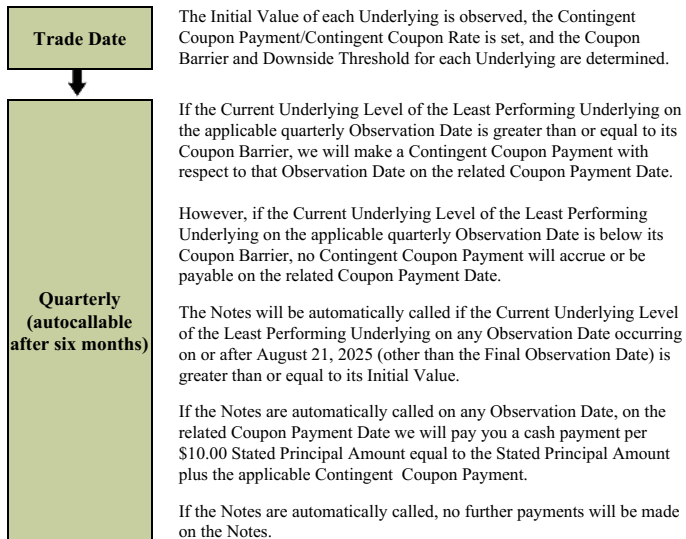 Trade Date
The Initial Value of each Underlying is observed, the Contingent
Coupon Payment/Contingent Coupon Rate is set, and the Coupon
Barrier and Downside Threshold for each Underlying are determined.
Quarterly
(autocallable
after six months)
If the Current Underlying Level of the Least Performing Underlying on
the applicable quarterly Observation Date is greater than or equal to its
Coupon Barrier, we will make a Contingent Coupon Payment with
respect to that Observation Date on the related Coupon Payment Date.
However, if the Current Underlying Level of the Least Performing
Underlying on the applicable quarterly Observation Date is below its
Coupon Barrier, no Contingent Coupon Payment will accrue or be
payable on the related Coupon Payment Date.
The Notes will be automatically called if the Current Underlying Level
of the Least Performing Underlying on any Observation Date occurring
on or after August 21, 2025 (other than the Final Observation Date) is
greater than or equal to its Initial Value.
If the Notes are automatically called on any Observation Date, on the
related Coupon Payment Date we will pay you a cash payment per
$10.00 Stated Principal Amount equal to the Stated Principal Amount
plus the applicable Contingent Coupon Payment.
If the Notes are automatically called, no further payments will be made
on the Notes.